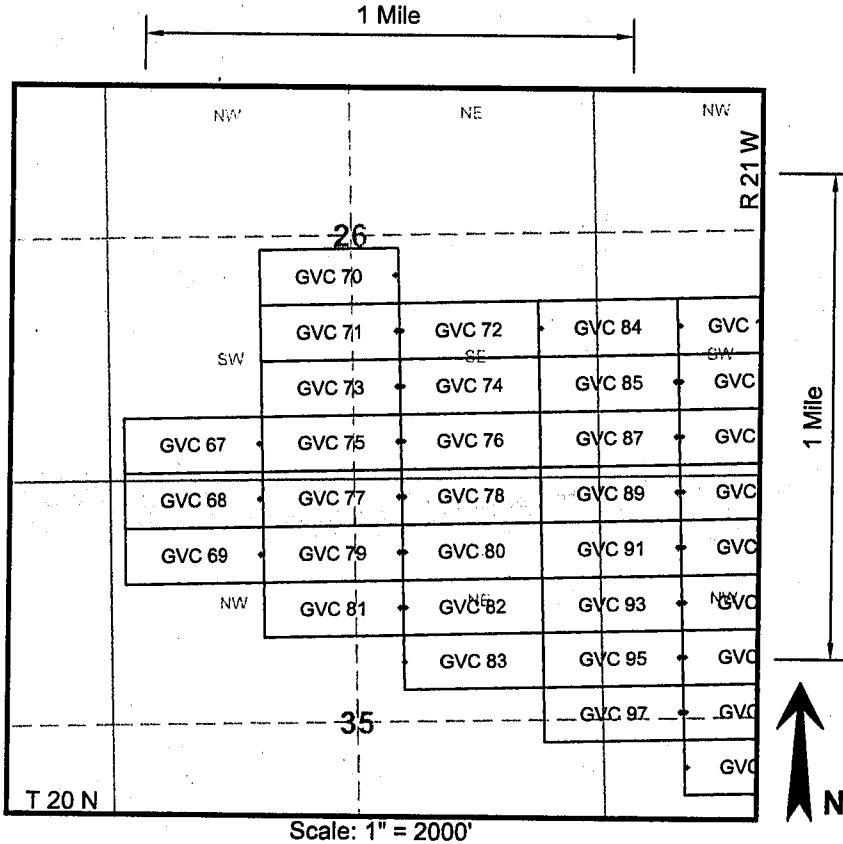 1 Mile
NW NE NW
R 21 W
26
GVC 70
GVC 71 GVC 72 GVC 84 GVC
SW SE SW
GVC 73 GVC 74 GVC 85 GVC
1 Mile
GVC 67 GVC 75 GVC 76 GVC 87 GVC
GVC 68 GVC 77 GVC 78 GVC 89 GVC
GVC 69 GVC 79 GVC 80 GVC 91 GVC
NW GVC 81 GVC 82 NE GVC 93 NW GVC
GVC 83 GVC 95 GVC
35 GVC 97 GVC
GVC
T 20 N
N
Scale: 1" = 2000'